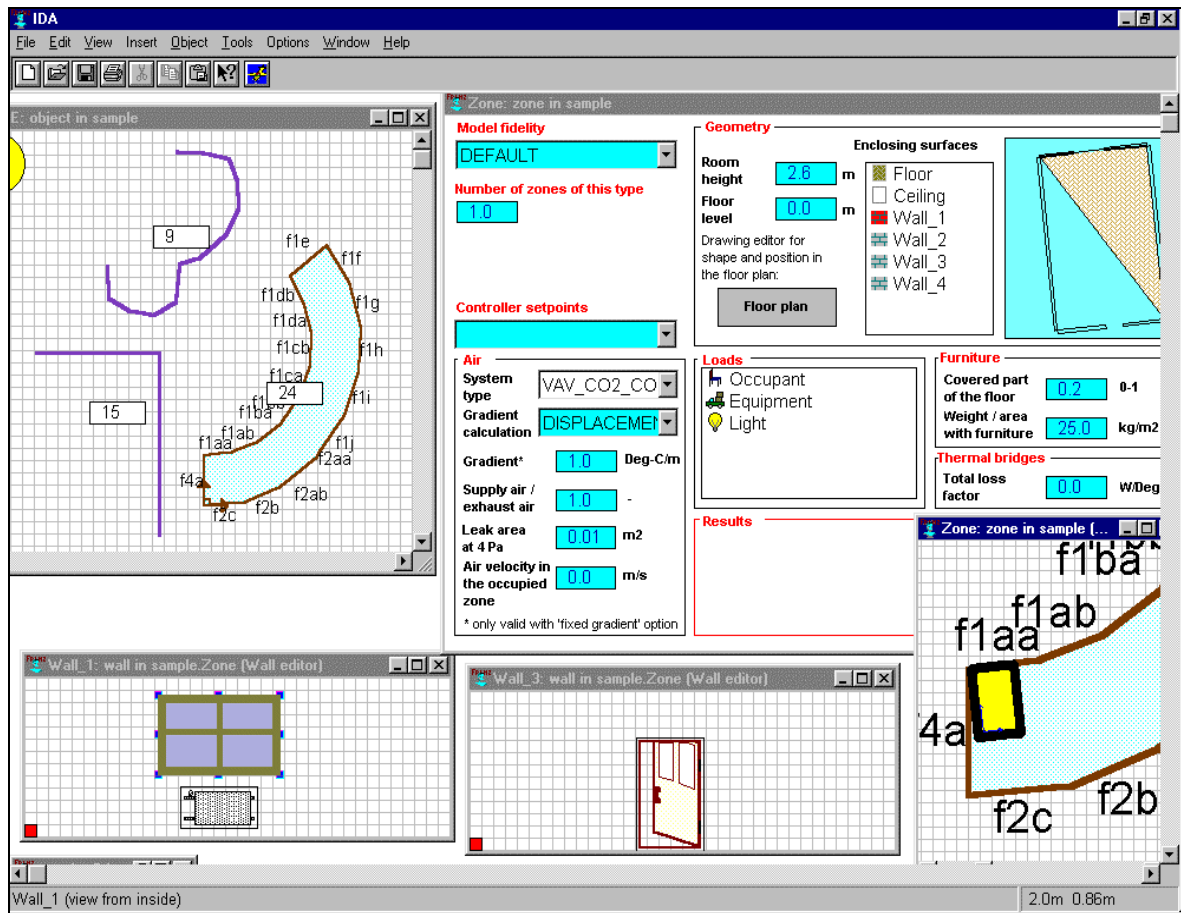 IDA
File Edit View Insert Object Tools Options Window Help
E: object in sample
9
15
24
f1e
f1f
f1db
f1g
f1da
f1cb
f1h
f1ca
f1i
f1ba
f1ab
f1aa
f1j
f2aa
f4a
f2ab
f2b
f2c
Zone: zone in sample
Model fidelity
DEFAULT
Number of zones of this type
1.0
Controller setpoints
Geometry
Room height 2.6 m
Floor level 0.0 m
Drawing editor for
shape and position in
the floor plan:
Floor plan
Enclosing surfaces
Floor
Ceiling
Wall_1
Wall_2
Wall_3
Wall_4
Air
System type VAV_CO2_CO
Gradient calculation DISPLACEMEN
Gradient* 1.0 Deg-C/m
Supply air / exhaust air 1.0 -
Leak area at 4 Pa 0.01 m2
Air velocity in the occupied zone 0.0 m/s
* only valid with 'fixed gradient' option
Loads
Occupant
Equipment
Light
Furniture
Covered part of the floor 0.2 0-1
Weight / area with furniture 25.0 kg/m2
Thermal bridges
Total loss factor 0.0 W/Deg
Results
Zone: zone in sample (...
f1ba
f1ab
f1aa
4a
f2c
f2b
Wall_1: wall in sample.Zone (Wall editor)
Wall_3: wall in sample.Zone (Wall editor)
Wall_1 (view from inside)
2.0m 0.86m